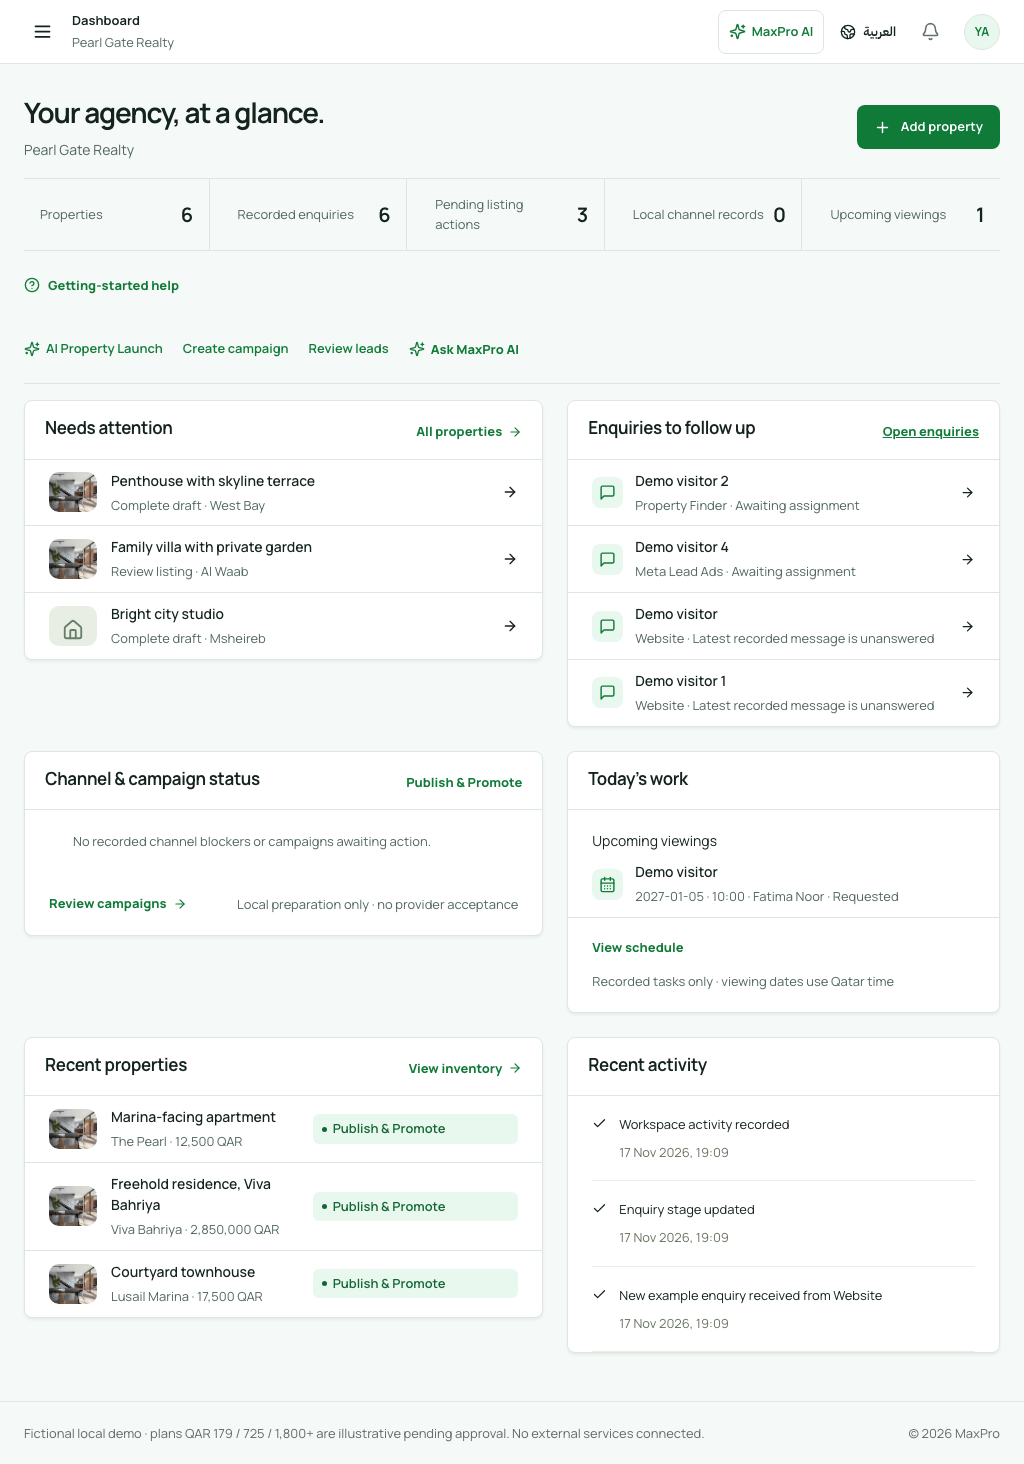 Dashboard
Pearl Gate Realty
MaxPro AI
العربية
YA
Your agency, at a glance.
Pearl Gate Realty
Add property
Properties 6
Recorded enquiries 6
Pending listing
actions 3
Local channel records 0
Upcoming viewings 1
Getting-started help
AI Property Launch
Create campaign
Review leads
Ask MaxPro AI
Needs attention
All properties
Penthouse with skyline terrace
Complete draft · West Bay
Family villa with private garden
Review listing · Al Waab
Bright city studio
Complete draft · Msheireb
Enquiries to follow up
Open enquiries
Demo visitor 2
Property Finder · Awaiting assignment
Demo visitor 4
Meta Lead Ads · Awaiting assignment
Demo visitor
Website · Latest recorded message is unanswered
Demo visitor 1
Website · Latest recorded message is unanswered
Channel & campaign status
Publish & Promote
No recorded channel blockers or campaigns awaiting action.
Review campaigns
Local preparation only · no provider acceptance
Today's work
Upcoming viewings
Demo visitor
2027-01-05 · 10:00 · Fatima Noor · Requested
View schedule
Recorded tasks only · viewing dates use Qatar time
Recent properties
View inventory
Marina-facing apartment
The Pearl · 12,500 QAR
Publish & Promote
Freehold residence, Viva
Bahriya
Viva Bahriya · 2,850,000 QAR
Publish & Promote
Courtyard townhouse
Lusail Marina · 17,500 QAR
Publish & Promote
Recent activity
Workspace activity recorded
17 Nov 2026, 19:09
Enquiry stage updated
17 Nov 2026, 19:09
New example enquiry received from Website
17 Nov 2026, 19:09
Fictional local demo · plans QAR 179 / 725 / 1,800+ are illustrative pending approval. No external services connected.
© 2026 MaxPro